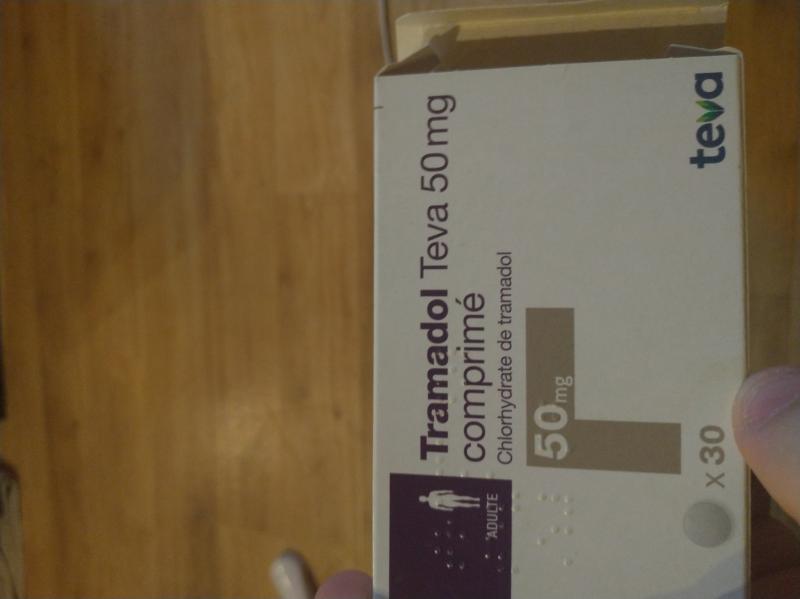 Tramadol Teva 50 mg
comprimé
Chlorhydrate de tramadol
50 mg
ADULTE
x 30
teva